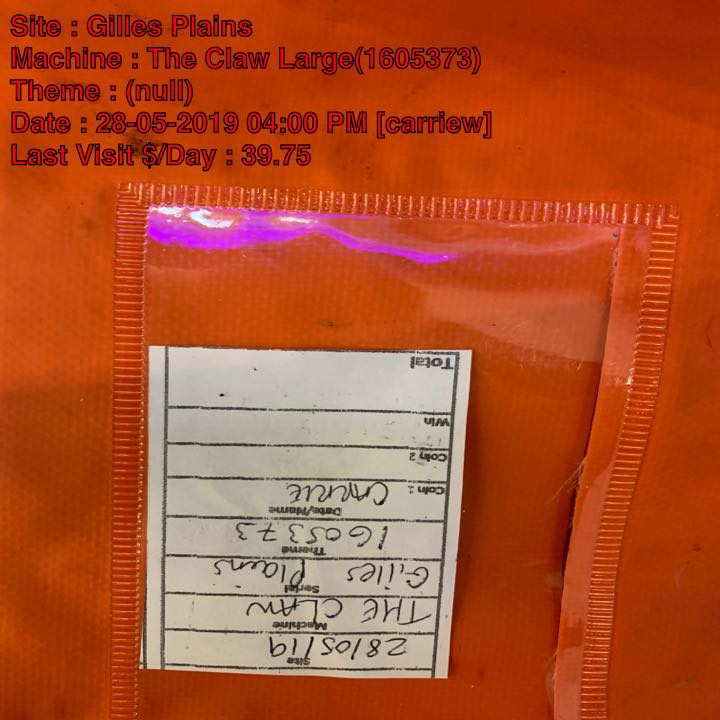 Site : Gilles Plains
Machine : The Claw Large(1605373)
Theme : (null)
Date : 28-05-2019 04:00 PM [carriew]
Last Visit $/Day : 39.75
Site
28/05/19
Machine
THE CLAW
Serial
Gilles Plains
Theme
1605373
Date/Name
CARRIE
Coin 1
Coin 2
Win
Total